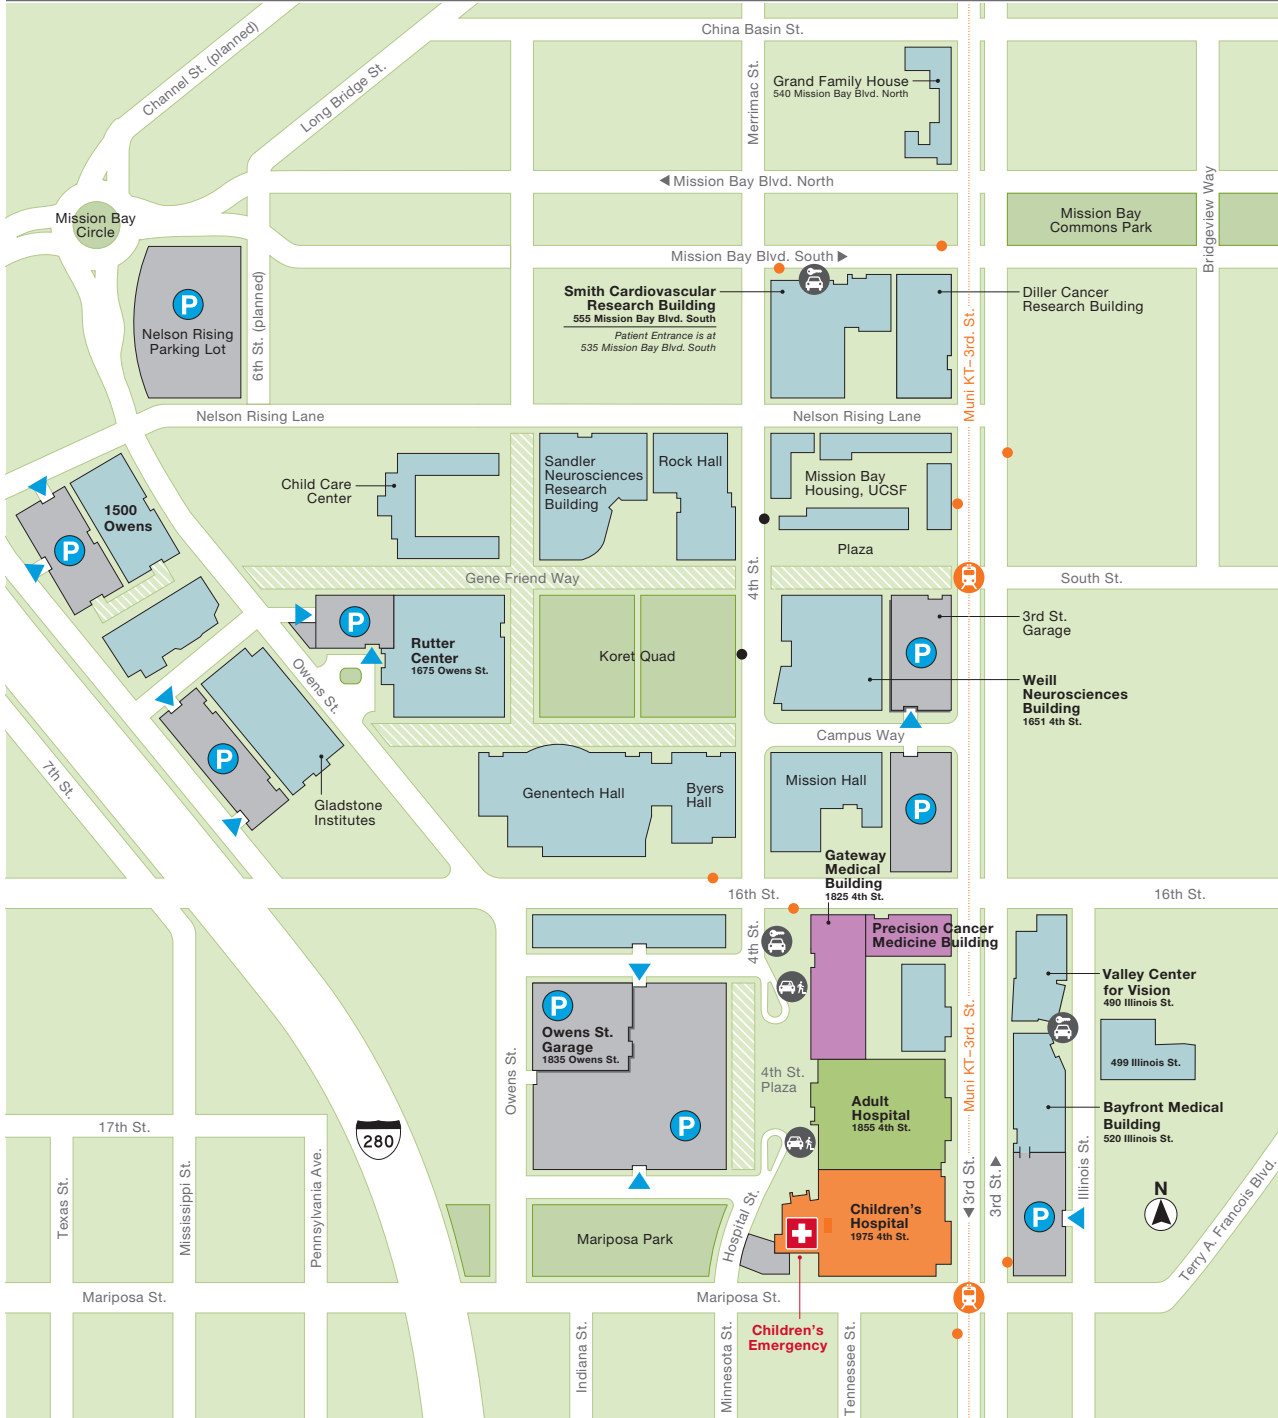 China Basin St.
Channel St. (planned)
Long Bridge St.
Merrimac St.
Grand Family House
540 Mission Bay Blvd. North
Mission Bay Blvd. North
Bridgeview Way
Mission Bay
Circle
Mission Bay
Commons Park
Mission Bay Blvd. South
P
Nelson Rising
Parking Lot
6th St. (planned)
Smith Cardiovascular
Research Building
555 Mission Bay Blvd. South
Patient Entrance is at
535 Mission Bay Blvd. South
Diller Cancer
Research Building
Muni KT–3rd. St.
Nelson Rising Lane
Nelson Rising Lane
Child Care
Center
Sandler
Neurosciences
Research
Building
Rock Hall
Mission Bay
Housing, UCSF
1500
Owens
P
Plaza
4th St.
Gene Friend Way
South St.
P
Rutter
Center
1675 Owens St.
Koret Quad
P
3rd St.
Garage
Weill
Neurosciences
Building
1651 4th St.
Owens St.
Campus Way
7th St.
P
Gladstone
Institutes
Genentech Hall
Byers
Hall
Mission Hall
P
Gateway
Medical
Building
1825 4th St.
16th St.
16th St.
4th St.
Precision Cancer
Medicine Building
Valley Center
for Vision
490 Illinois St.
P
Owens St.
Garage
1835 Owens St.
Owens St.
4th St.
Plaza
Muni KT–3rd. St.
499 Illinois St.
Adult
Hospital
1855 4th St.
Bayfront Medical
Building
520 Illinois St.
P
280
17th St.
Texas St.
Mississippi St.
Pennsylvania Ave.
Hospital St.
3rd St.
3rd St.
Illinois St.
N
Terry A. Francois Blvd.
Children's
Hospital
1975 4th St.
P
Mariposa Park
Mariposa St.
Mariposa St.
Children's
Emergency
Indiana St.
Minnesota St.
Tennessee St.